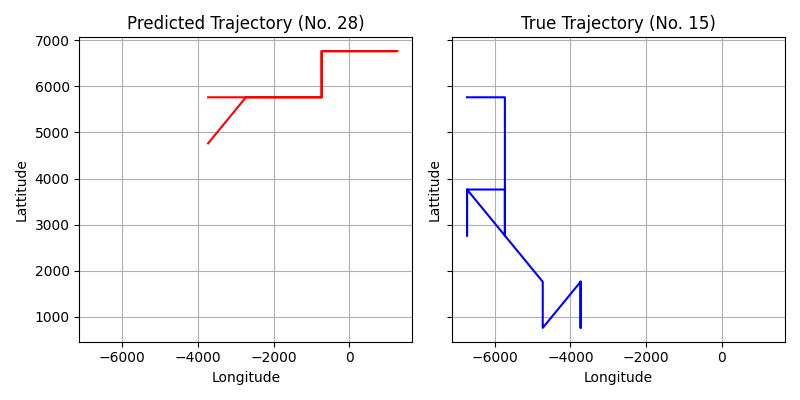 Predicted Trajectory (No. 28)
True Trajectory (No. 15)
7000
6000
5000
4000
3000
2000
1000
Lattitude
Lattitude
−6000 −4000 −2000 0
−6000 −4000 −2000 0
Longitude
Longitude